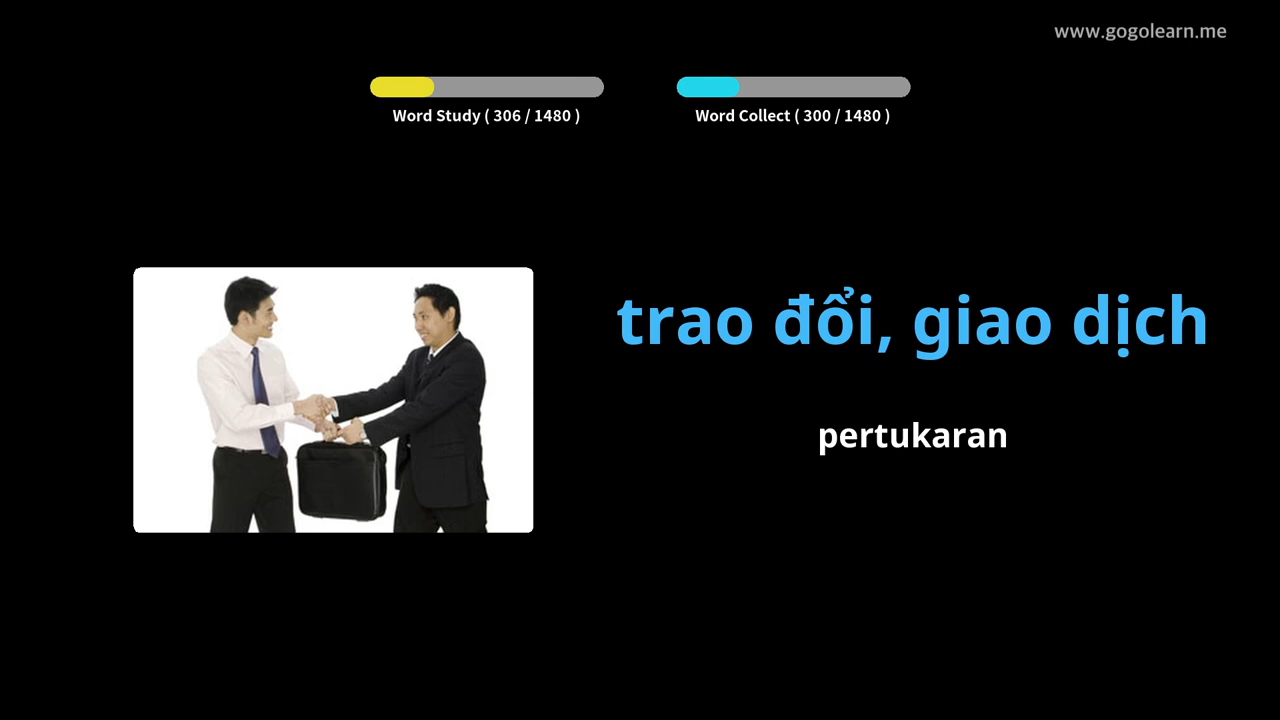 www.gogolearn.me
Word Study ( 306 / 1480 )
Word Collect ( 300 / 1480 )
trao đổi, giao dịch
pertukaran